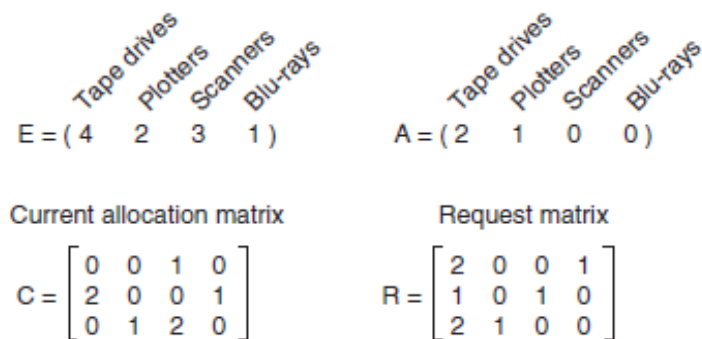 Tape drives Plotters Scanners Blu-rays Tape drives Plotters Scanners Blu-rays
E = ( 4 2 3 1 ) A = ( 2 1 0 0 )
Current allocation matrix Request matrix
0 0 1 0 2 0 0 1
C = 2 0 0 1 R = 1 0 1 0
0 1 2 0 2 1 0 0